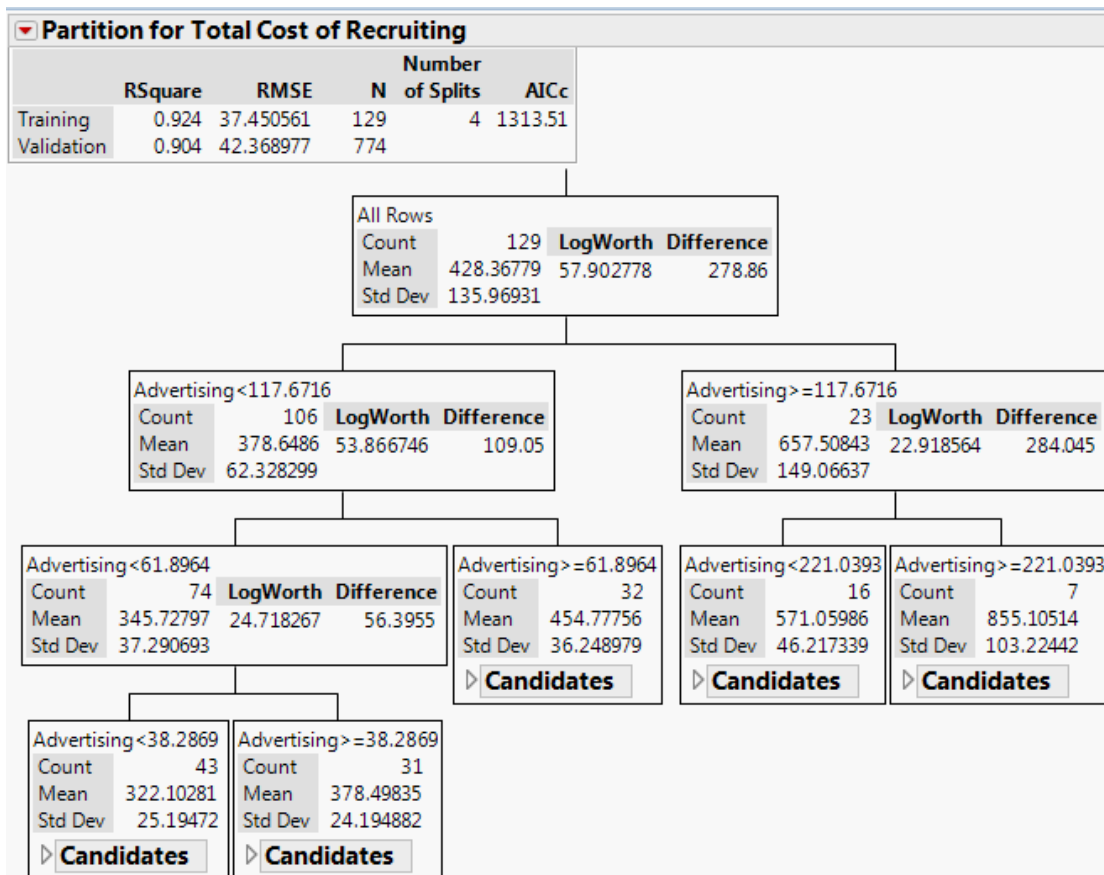 Partition for Total Cost of Recruiting
Number
RSquare RMSE N of Splits AICc
Training 0.924 37.450561 129 4 1313.51
Validation 0.904 42.368977 774
All Rows
Count 129 LogWorth Difference
Mean 428.36779 57.902778 278.86
Std Dev 135.96931
Advertising<117.6716
Count 106 LogWorth Difference
Mean 378.6486 53.866746 109.05
Std Dev 62.328299
Advertising>=117.6716
Count 23 LogWorth Difference
Mean 657.50843 22.918564 284.045
Std Dev 149.06637
Advertising<61.8964
Count 74 LogWorth Difference
Mean 345.72797 24.718267 56.3955
Std Dev 37.290693
Advertising>=61.8964
Count 32
Mean 454.77756
Std Dev 36.248979
Candidates
Advertising<221.0393
Count 16
Mean 571.05986
Std Dev 46.217339
Candidates
Advertising>=221.0393
Count 7
Mean 855.10514
Std Dev 103.22442
Candidates
Advertising<38.2869
Count 43
Mean 322.10281
Std Dev 25.19472
Candidates
Advertising>=38.2869
Count 31
Mean 378.49835
Std Dev 24.194882
Candidates